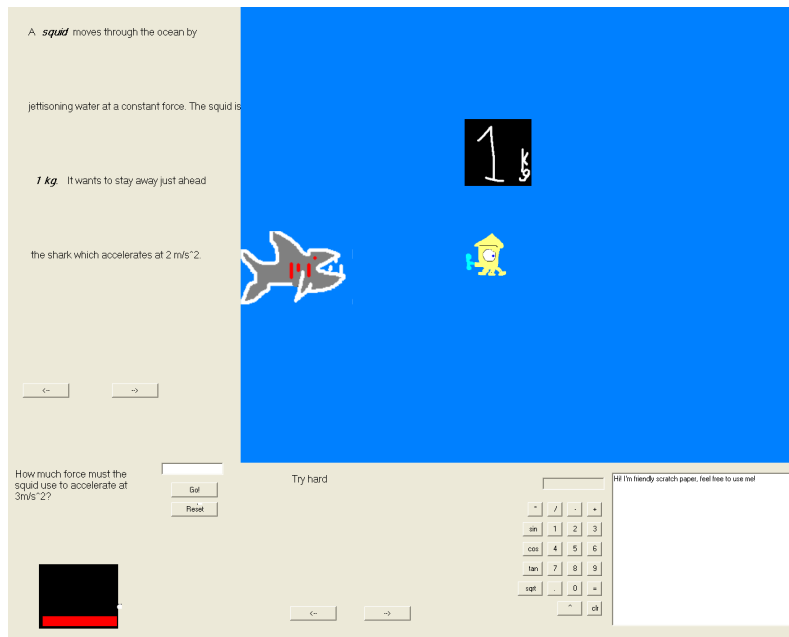 A squid moves through the ocean by
jettisoning water at a constant force. The squid is
1 kg. It wants to stay away just ahead
the shark which accelerates at 2 m/s^2.
1 kg
<-- -->
How much force must the
squid use to accelerate at
3m/s^2?
Go!
Reset
Try hard
<-- -->
* / - +
sin 1 2 3
cos 4 5 6
tan 7 8 9
sqrt . 0 =
^ clr
Hi! I'm friendly scratch paper, feel free to use me!